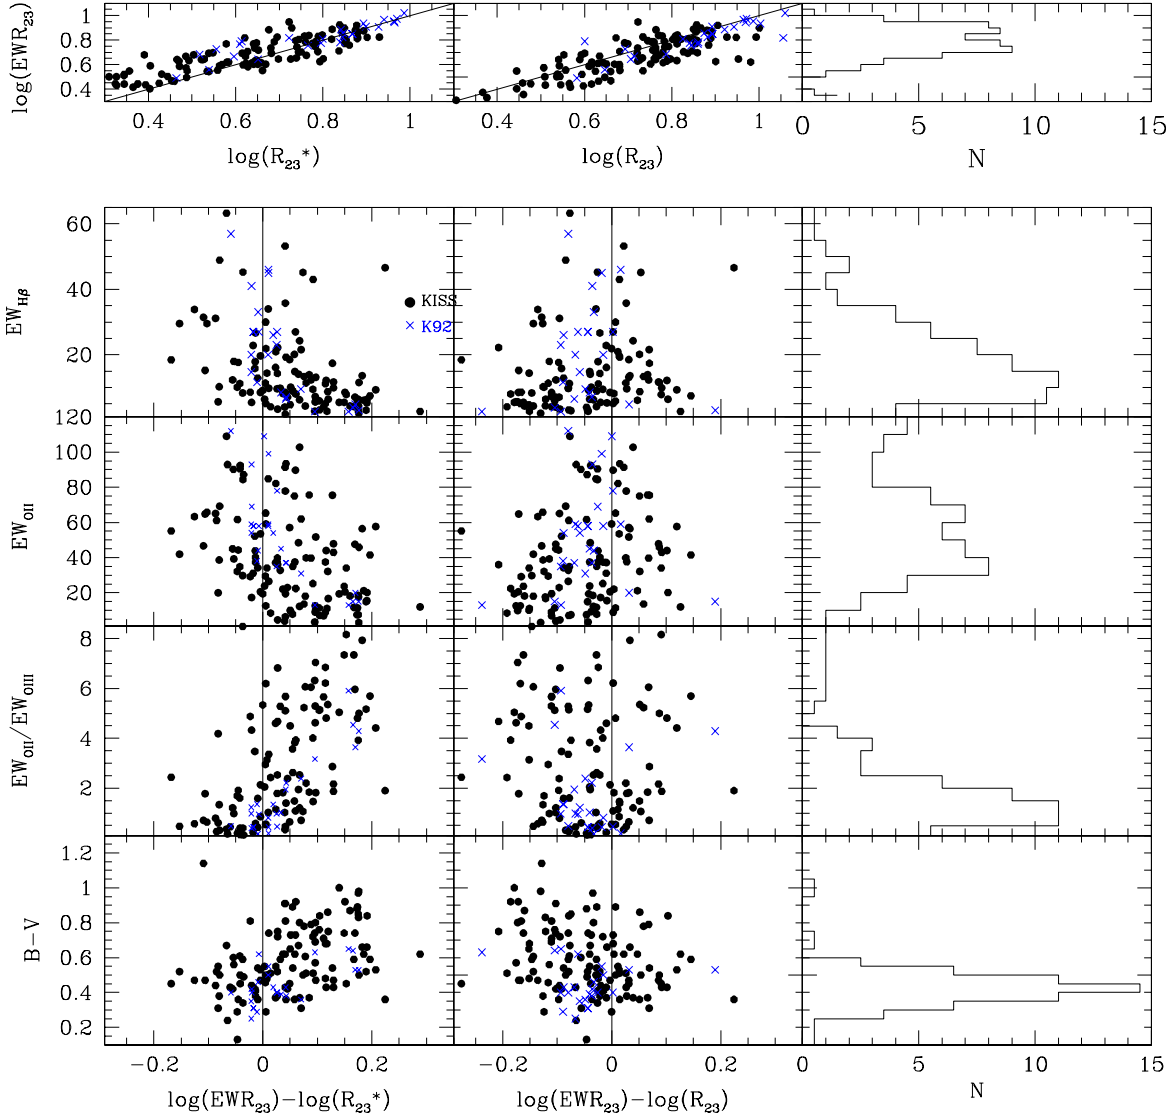 log(EWR23)
1
0.8
0.6
0.4
0.4 0.6 0.8 1
0.4 0.6 0.8 1
0 5 10 15
log(R23*)
log(R23)
N
EWHβ
60
40
20
KISS
K92
EWOII
120
100
80
60
40
20
EWOII/EWOIII
8
6
4
2
B-V
1.2
1
0.8
0.6
0.4
0.2
-0.2 0 0.2
-0.2 0 0.2
0 5 10 15
log(EWR23)-log(R23*)
log(EWR23)-log(R23)
N